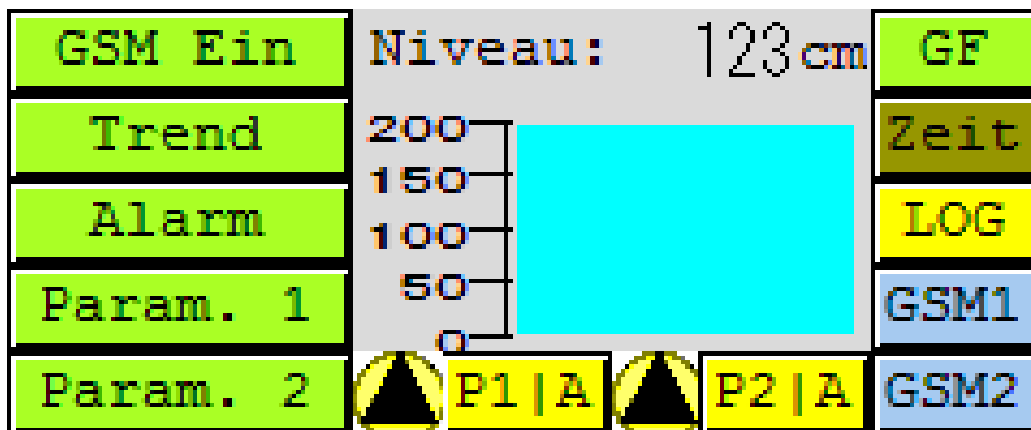 GSM Ein
Trend
Alarm
Param. 1
Param. 2
Niveau: 123 cm
200
150
100
50
0
P1|A
P2|A
GF
Zeit
LOG
GSM1
GSM2